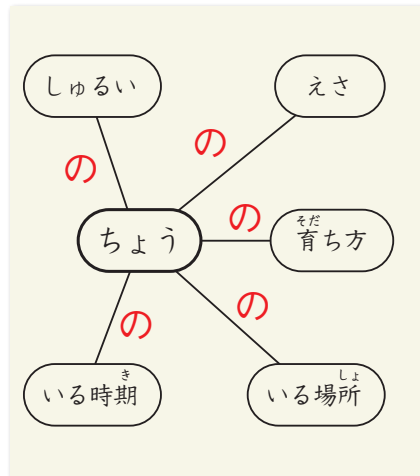 しゅるい
えさ
の
の
ちょう
の
そだ
育ち方
の
の
き
いる時期
しょ
いる場所